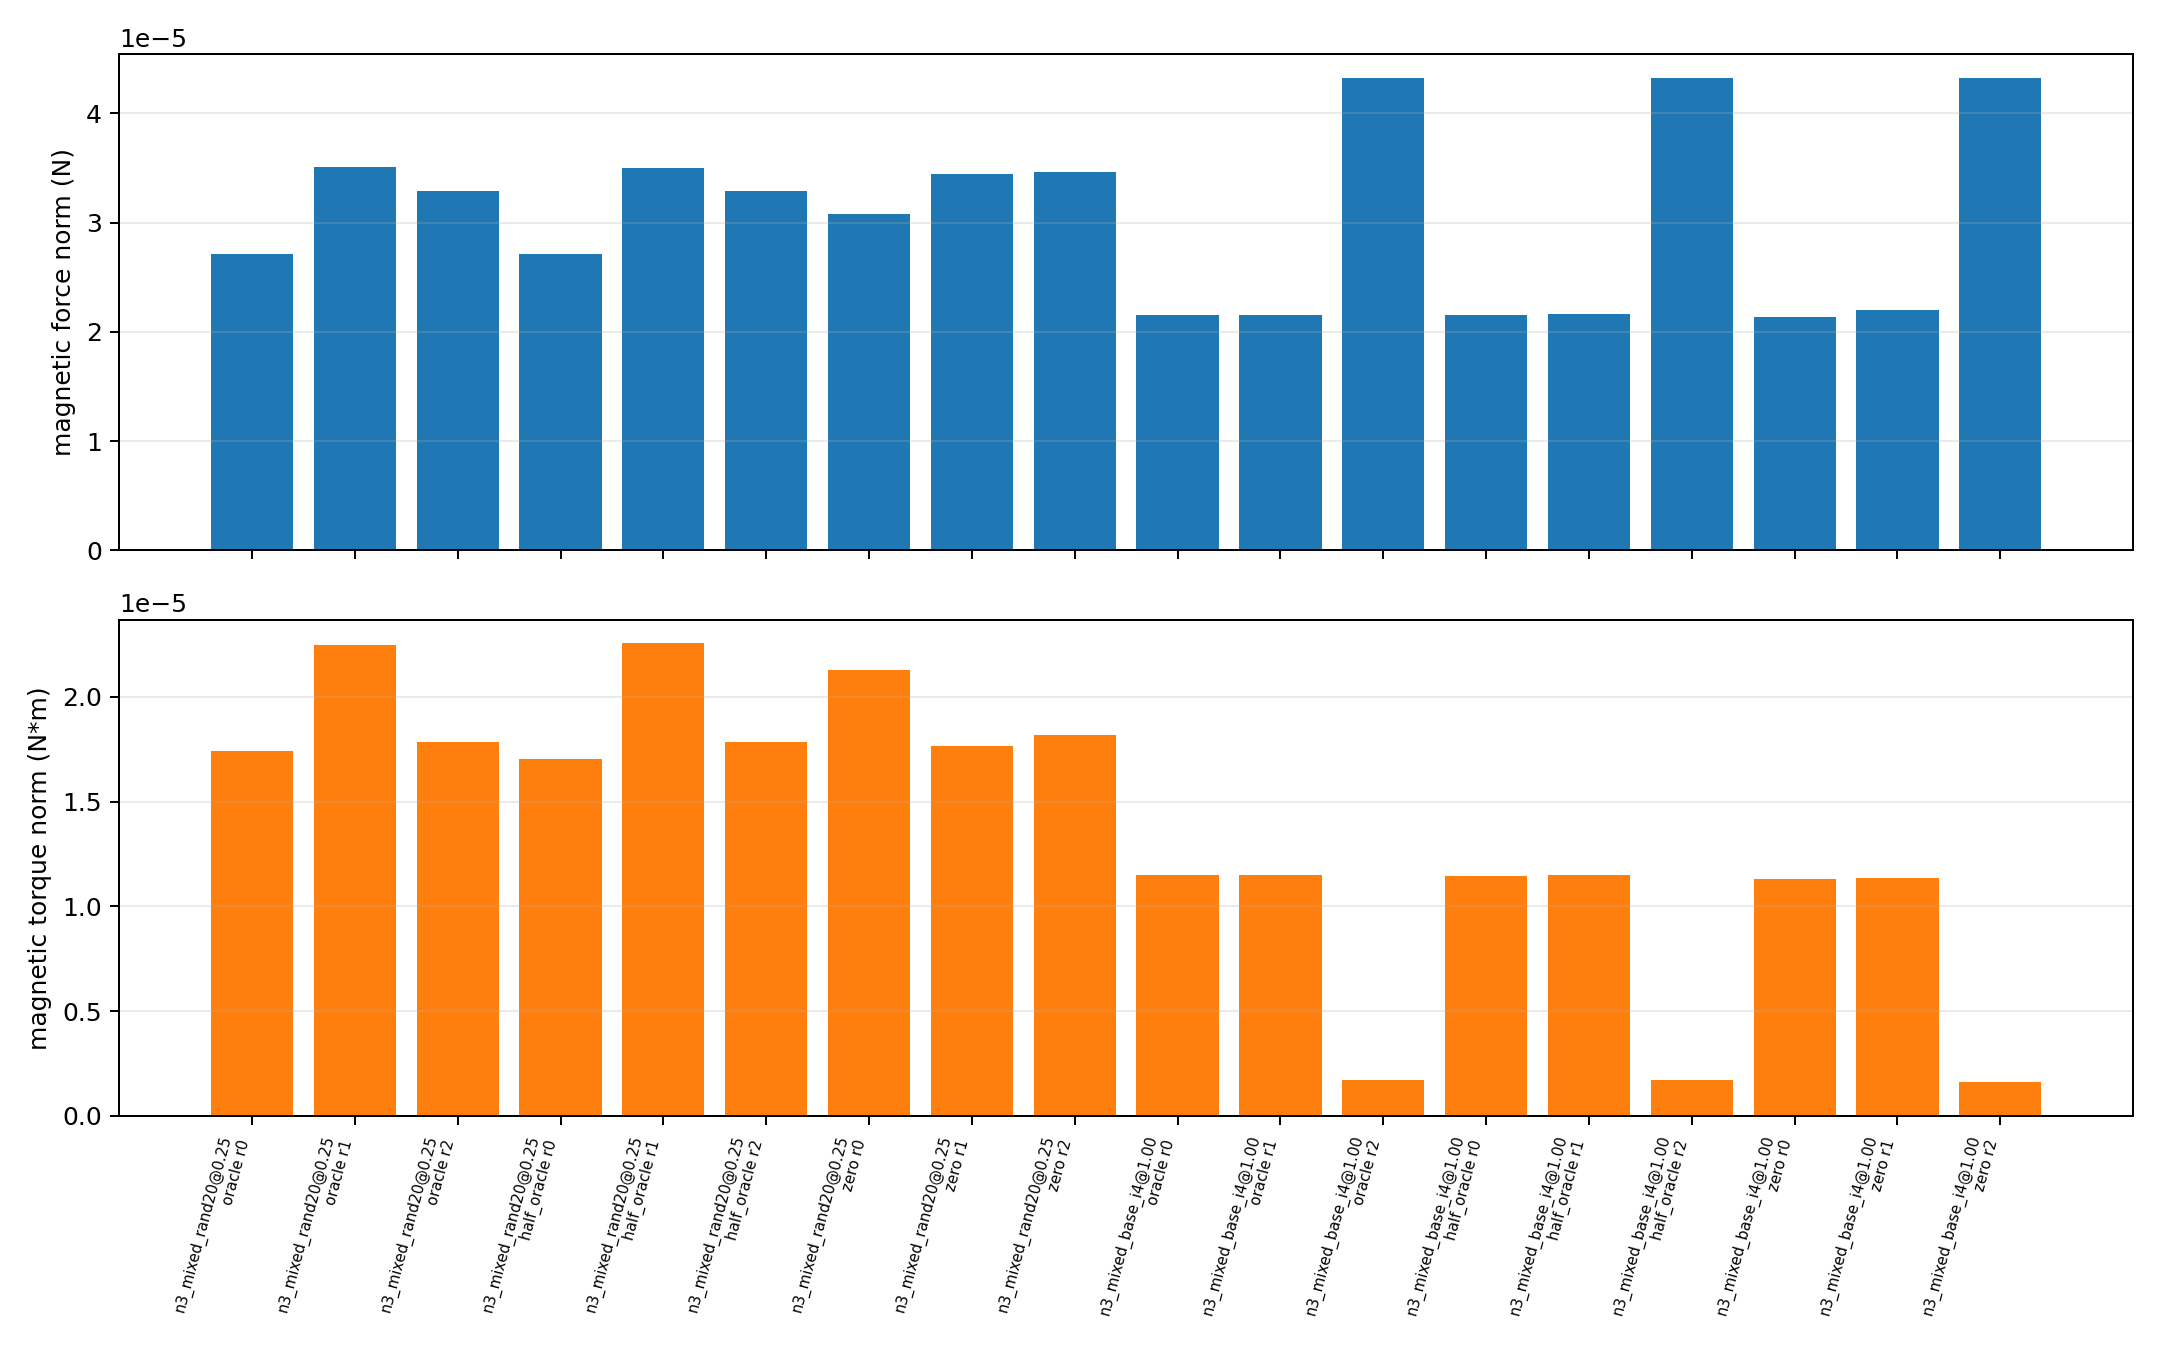 1e−5
magnetic force norm (N)
4
3
2
1
0
1e−5
magnetic torque norm (N*m)
2.0
1.5
1.0
0.5
0.0
n3_mixed_rand20@0.25
oracle r0
n3_mixed_rand20@0.25
oracle r1
n3_mixed_rand20@0.25
oracle r2
n3_mixed_rand20@0.25
half_oracle r0
n3_mixed_rand20@0.25
half_oracle r1
n3_mixed_rand20@0.25
half_oracle r2
n3_mixed_rand20@0.25
zero r0
n3_mixed_rand20@0.25
zero r1
n3_mixed_rand20@0.25
zero r2
n3_mixed_base_i4@1.00
oracle r0
n3_mixed_base_i4@1.00
oracle r1
n3_mixed_base_i4@1.00
oracle r2
n3_mixed_base_i4@1.00
half_oracle r0
n3_mixed_base_i4@1.00
half_oracle r1
n3_mixed_base_i4@1.00
half_oracle r2
n3_mixed_base_i4@1.00
zero r0
n3_mixed_base_i4@1.00
zero r1
n3_mixed_base_i4@1.00
zero r2